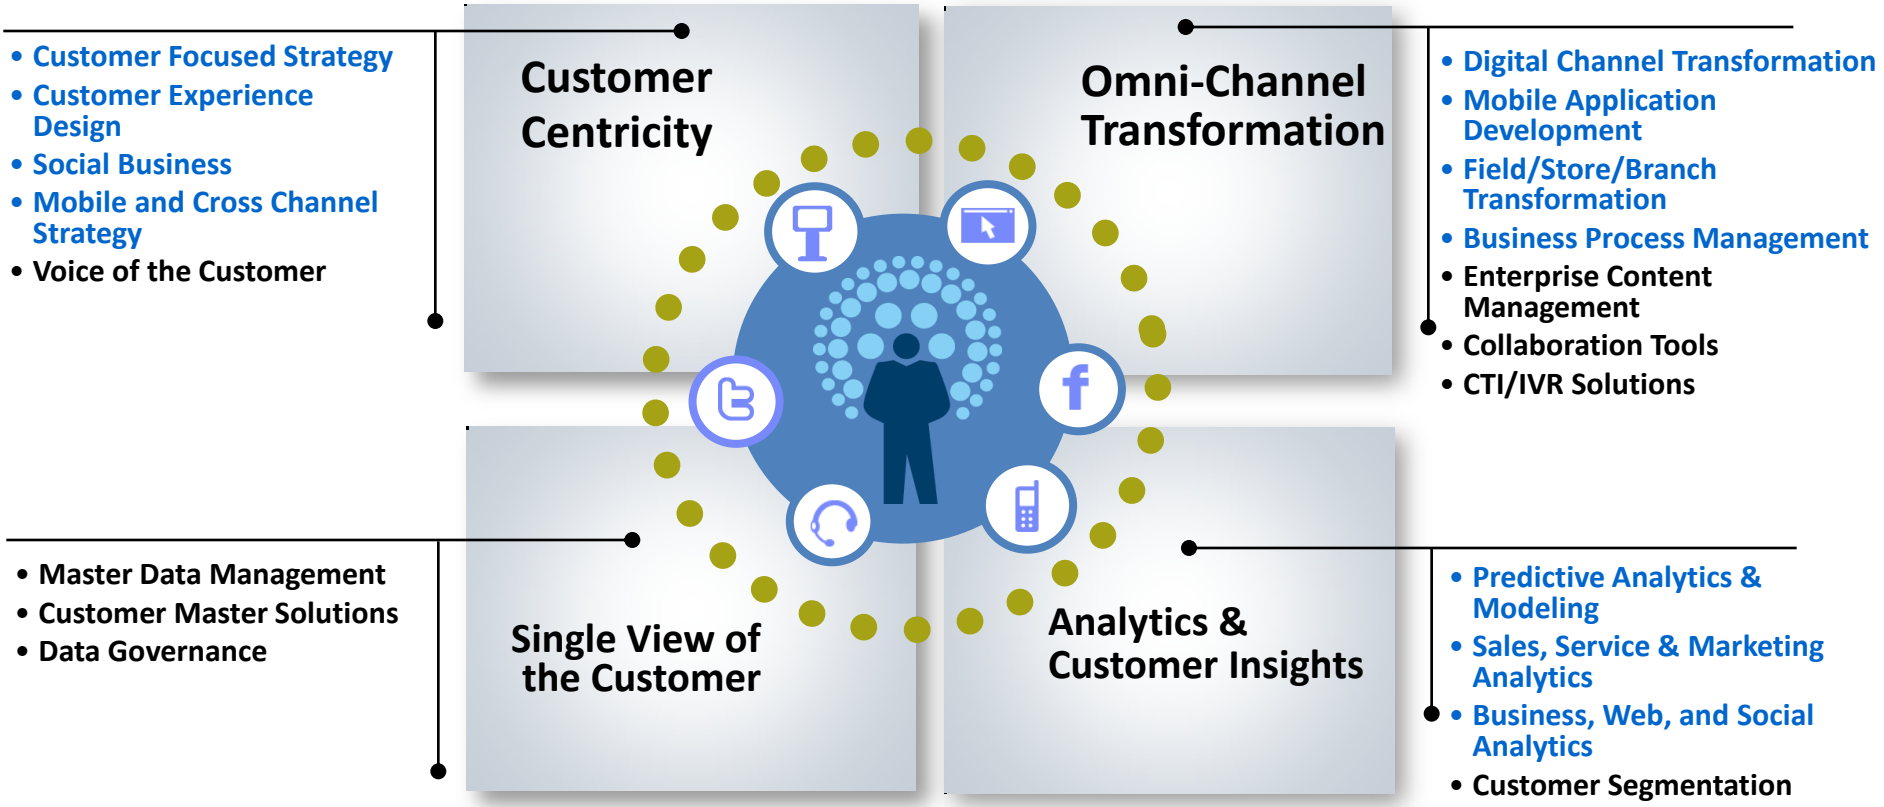 Customer
Centricity
• Customer Focused Strategy
• Customer Experience
Design
• Social Business
• Mobile and Cross Channel
Strategy
• Voice of the Customer
Omni-Channel
Transformation
• Digital Channel Transformation
• Mobile Application
Development
• Field/Store/Branch
Transformation
• Business Process Management
• Enterprise Content
Management
• Collaboration Tools
• CTI/IVR Solutions
f
Single View of
the Customer
• Master Data Management
• Customer Master Solutions
• Data Governance
Analytics &
Customer Insights
• Predictive Analytics &
Modeling
• Sales, Service & Marketing
Analytics
• Business, Web, and Social
Analytics
• Customer Segmentation